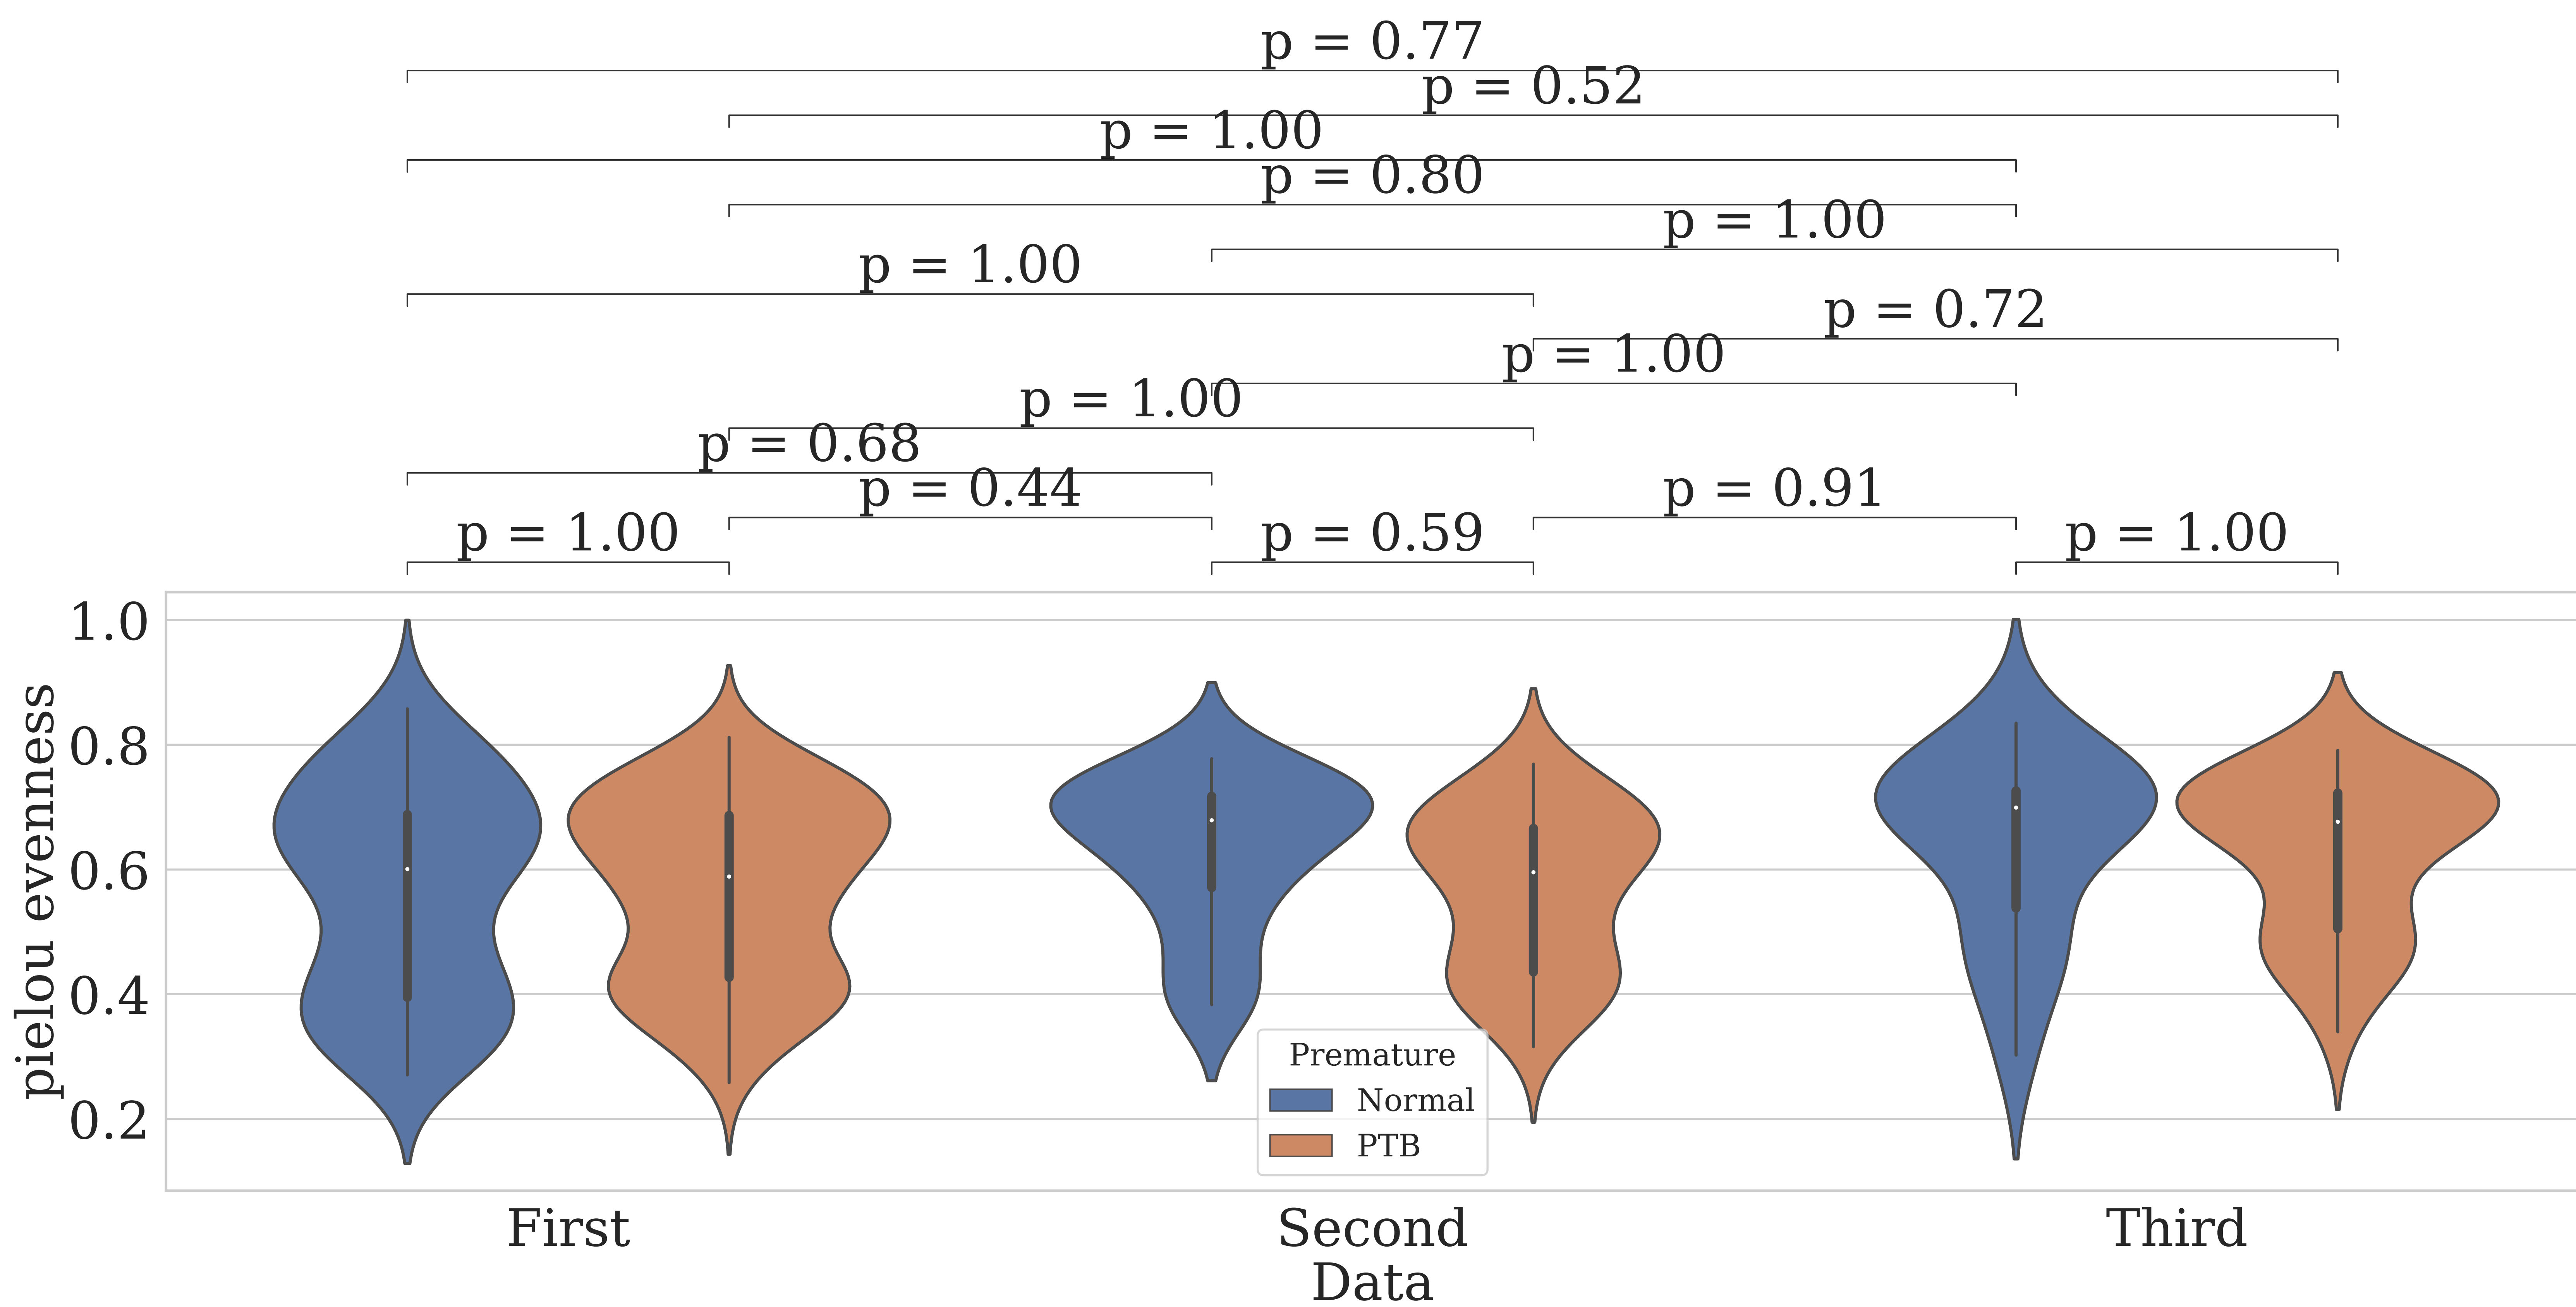 p = 0.77
p = 0.52
p = 1.00
p = 0.80
p = 1.00
p = 1.00
p = 0.72
p = 1.00
p = 1.00
p = 0.68
p = 0.44
p = 0.91
p = 1.00
p = 0.59
p = 1.00
pielou evenness
1.0
0.8
0.6
0.4
0.2
Premature
Normal
PTB
First
Second
Third
Data